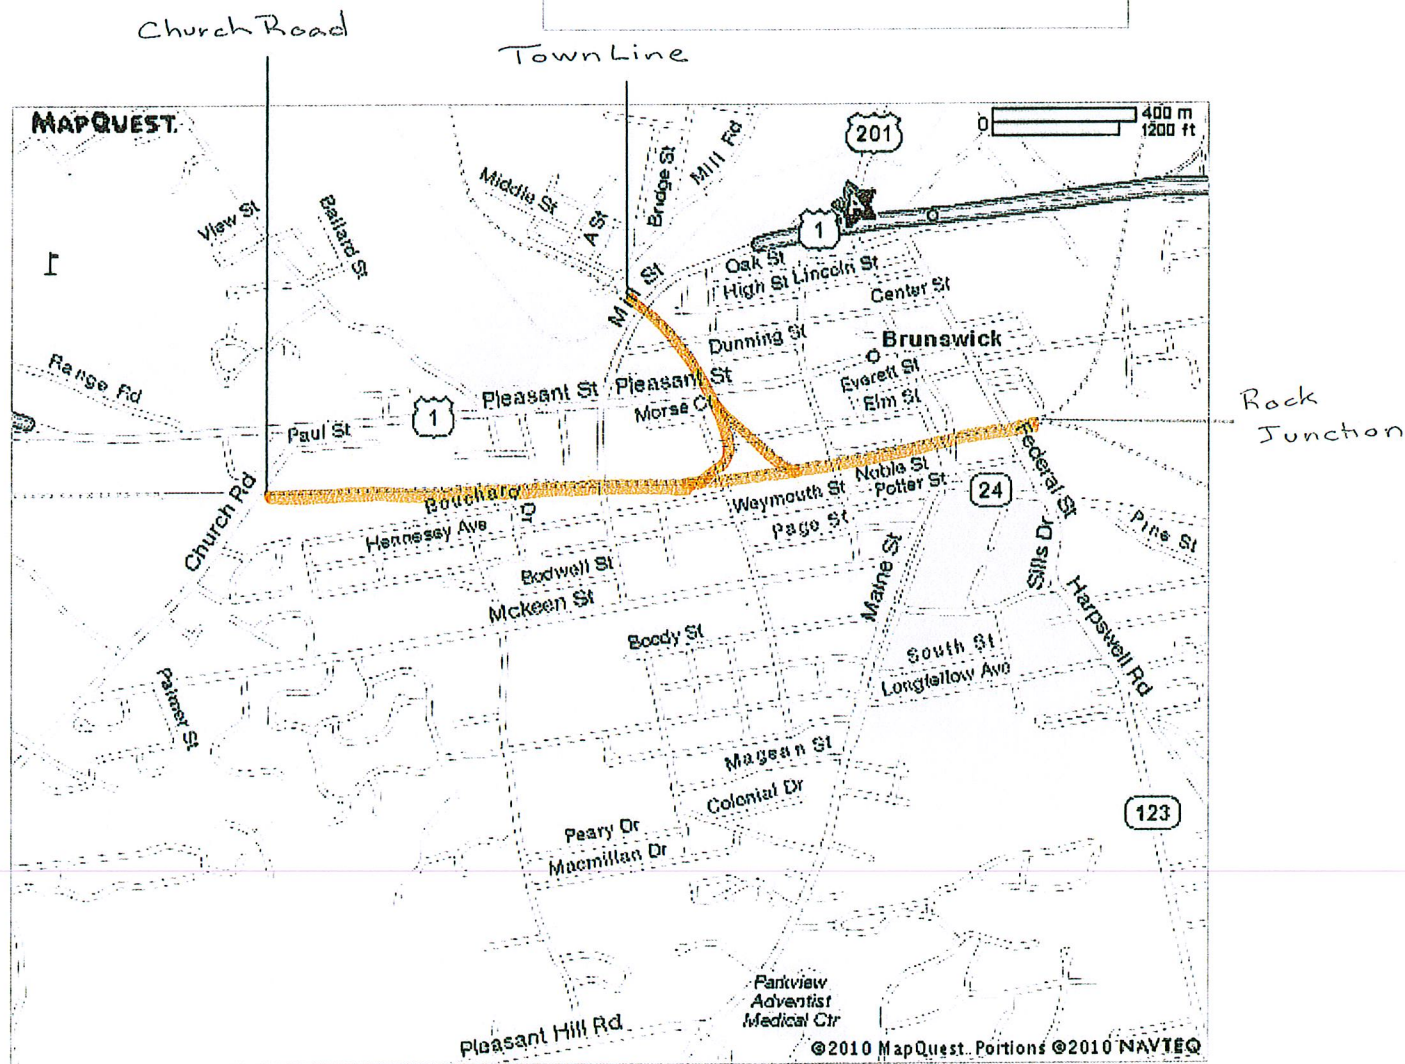 Church Road
Town Line
MAPQUEST.
400 m
0
1200 ft
201
Middle St
Bridge St
Mill Rd
View St
Ballard St
A St
A
1
Mill St
Oak St
High St
Lincoln St
Center St
Dunning St
Brunswick
Range Rd
Pleasant St
Pleasant St
Everett St
1
Morse Ct
Elm St
Paul St
Rock
Junction
Federal St
Church Rd
Bouchard
Dr
Noble St
Weymouth St
Potter St
24
Hennesey Ave
Page St
Pine St
Bodwell St
Maine St
Sills Dr
Mckeen St
Harpswell Rd
Boody St
South St
Longfellow Ave
Palmer St
Magean St
Colonial Dr
123
Peary Dr
Macmillan Dr
Parkview
Adventist
Medical Ctr
Pleasant Hill Rd
©2010 MapQuest Portions ©2010 NAVTEQ